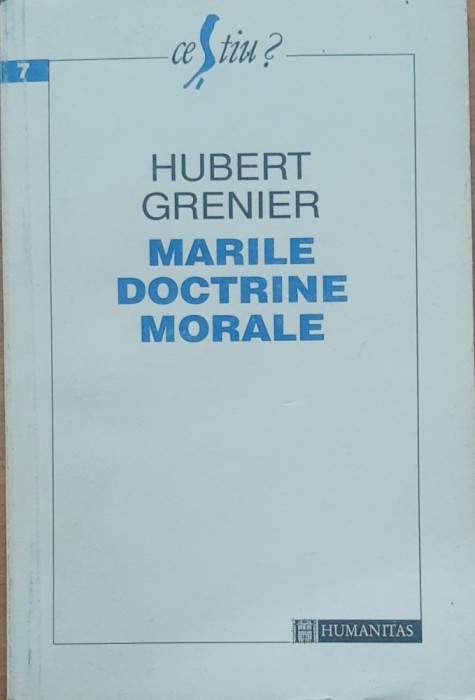 ce Știu?
7
HUBERT
GRENIER
MARILE
DOCTRINE
MORALE
HUMANITAS